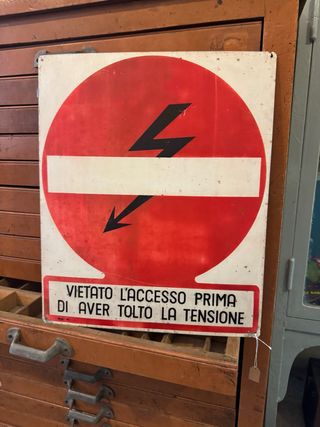 VIETATO L'ACCESSO PRIMA
DI AVER TOLTO LA TENSIONE